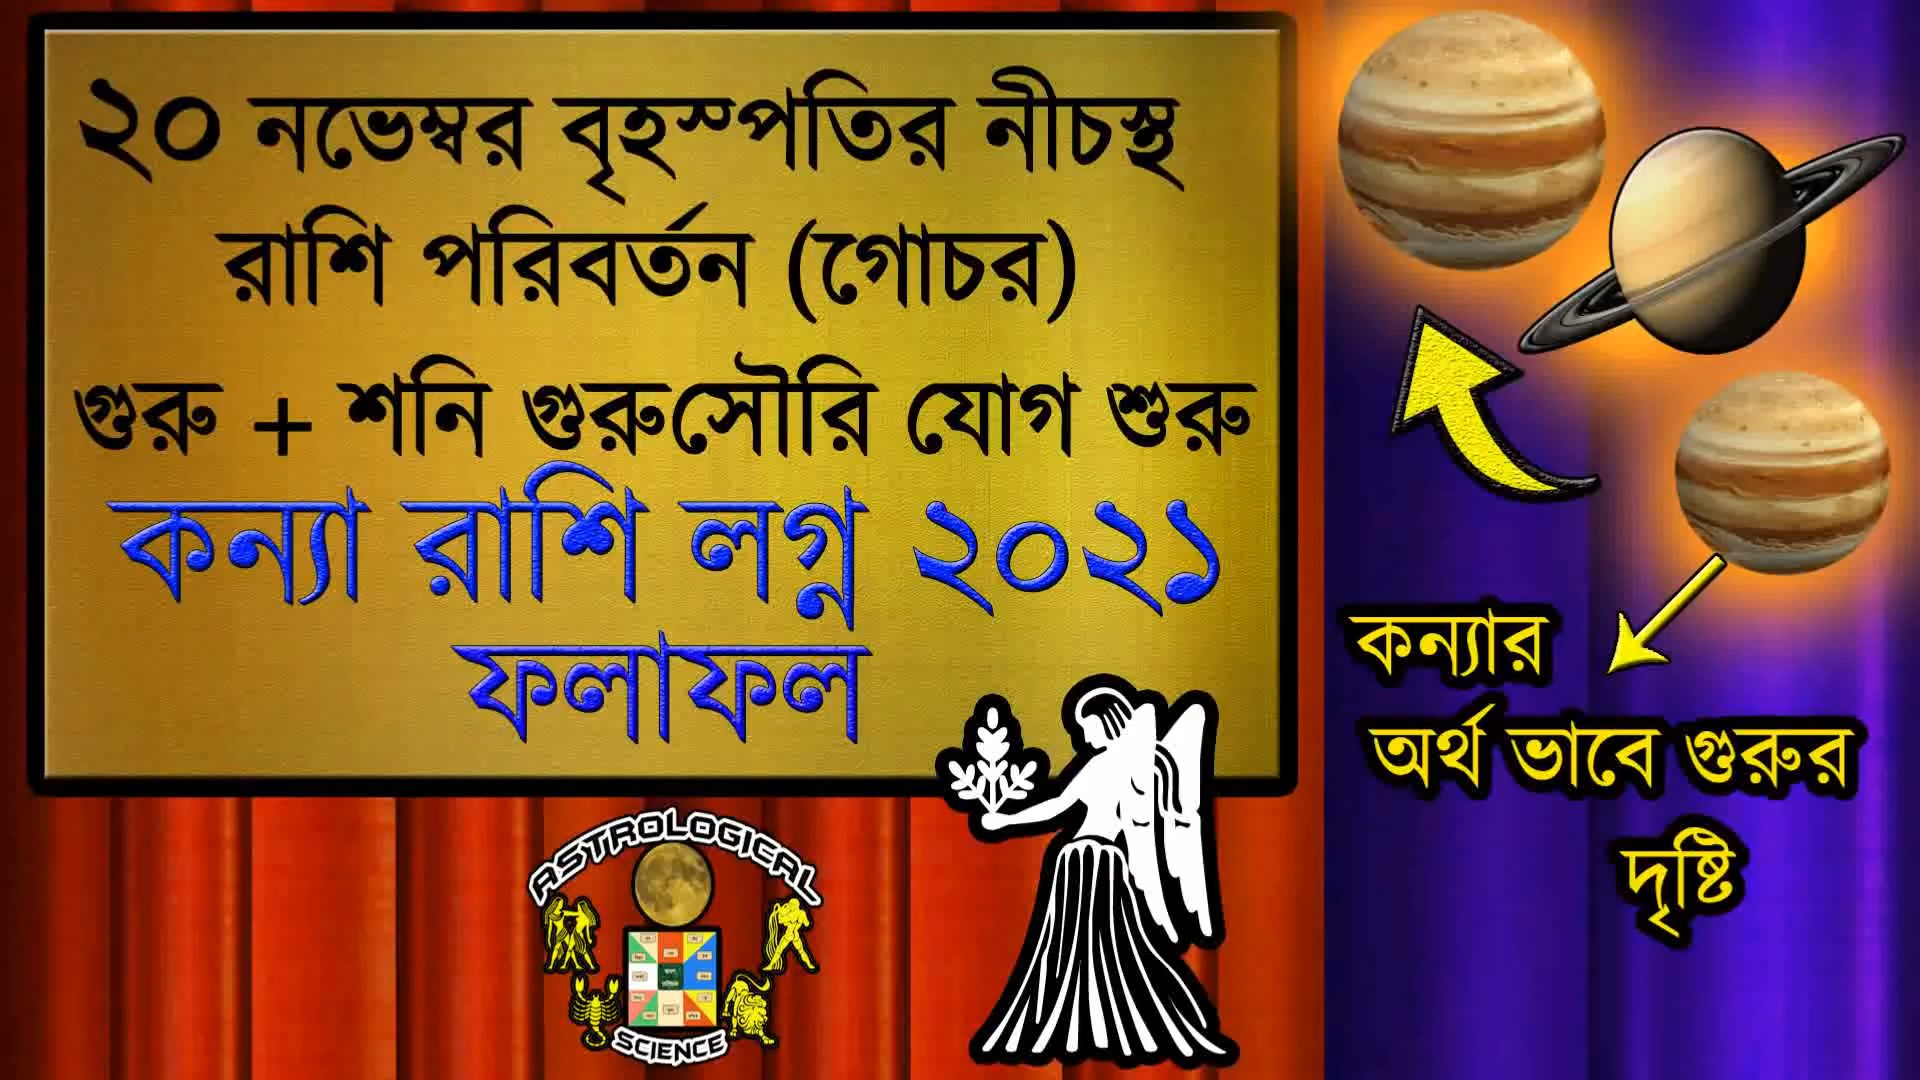 ২০ নভেম্বর বৃহস্পতির নীচস্থ
রাশি পরিবর্তন (গোচর)
গুরু + শনি গুরুসৌরি যোগ শুরু
কন্যা রাশি লগ্ন ২০২১
ফলাফল
কন্যার
অর্থ ভাবে গুরুর
দৃষ্টি
ASTROLOGICAL
SCIENCE